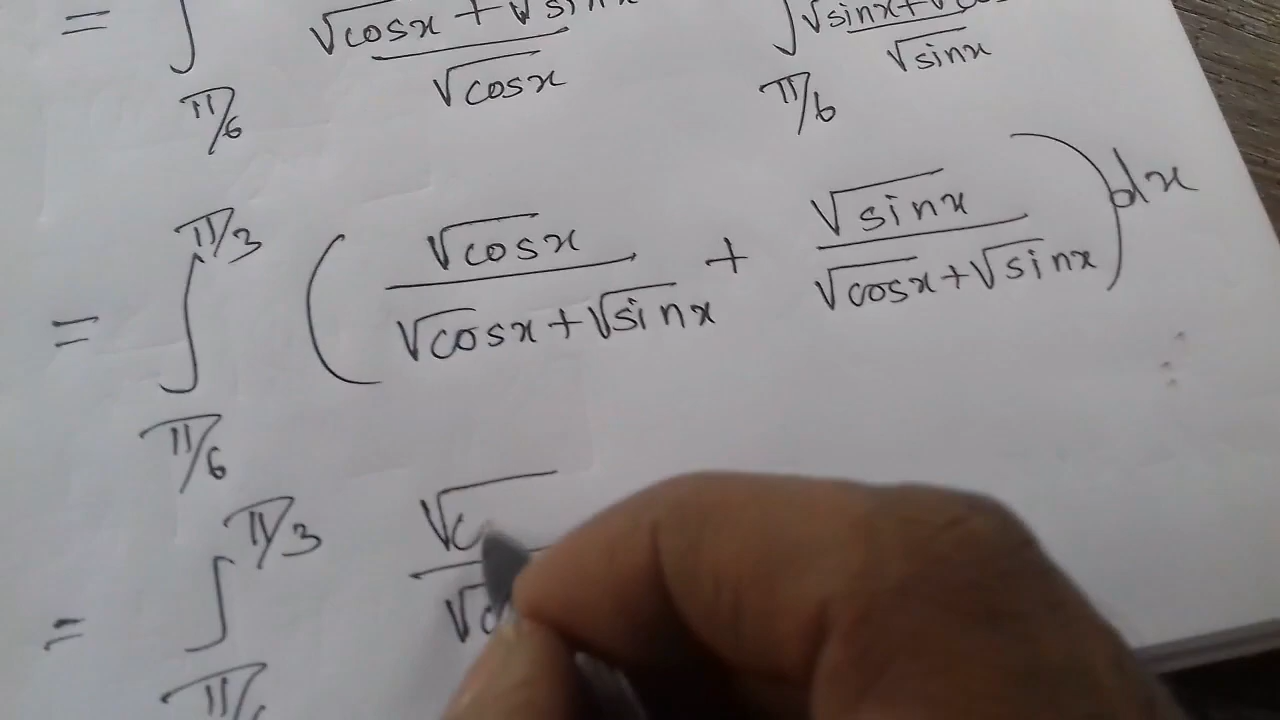 = ∫ √cosx + √sinx / √cosx ∫ √sinx + √ / √sinx
π/6 π/6
= ∫ π/3 π/6 ( √cosx / √cosx + √sinx + √sinx / √cosx + √sinx ) dx
= ∫ π/3 √c / √c